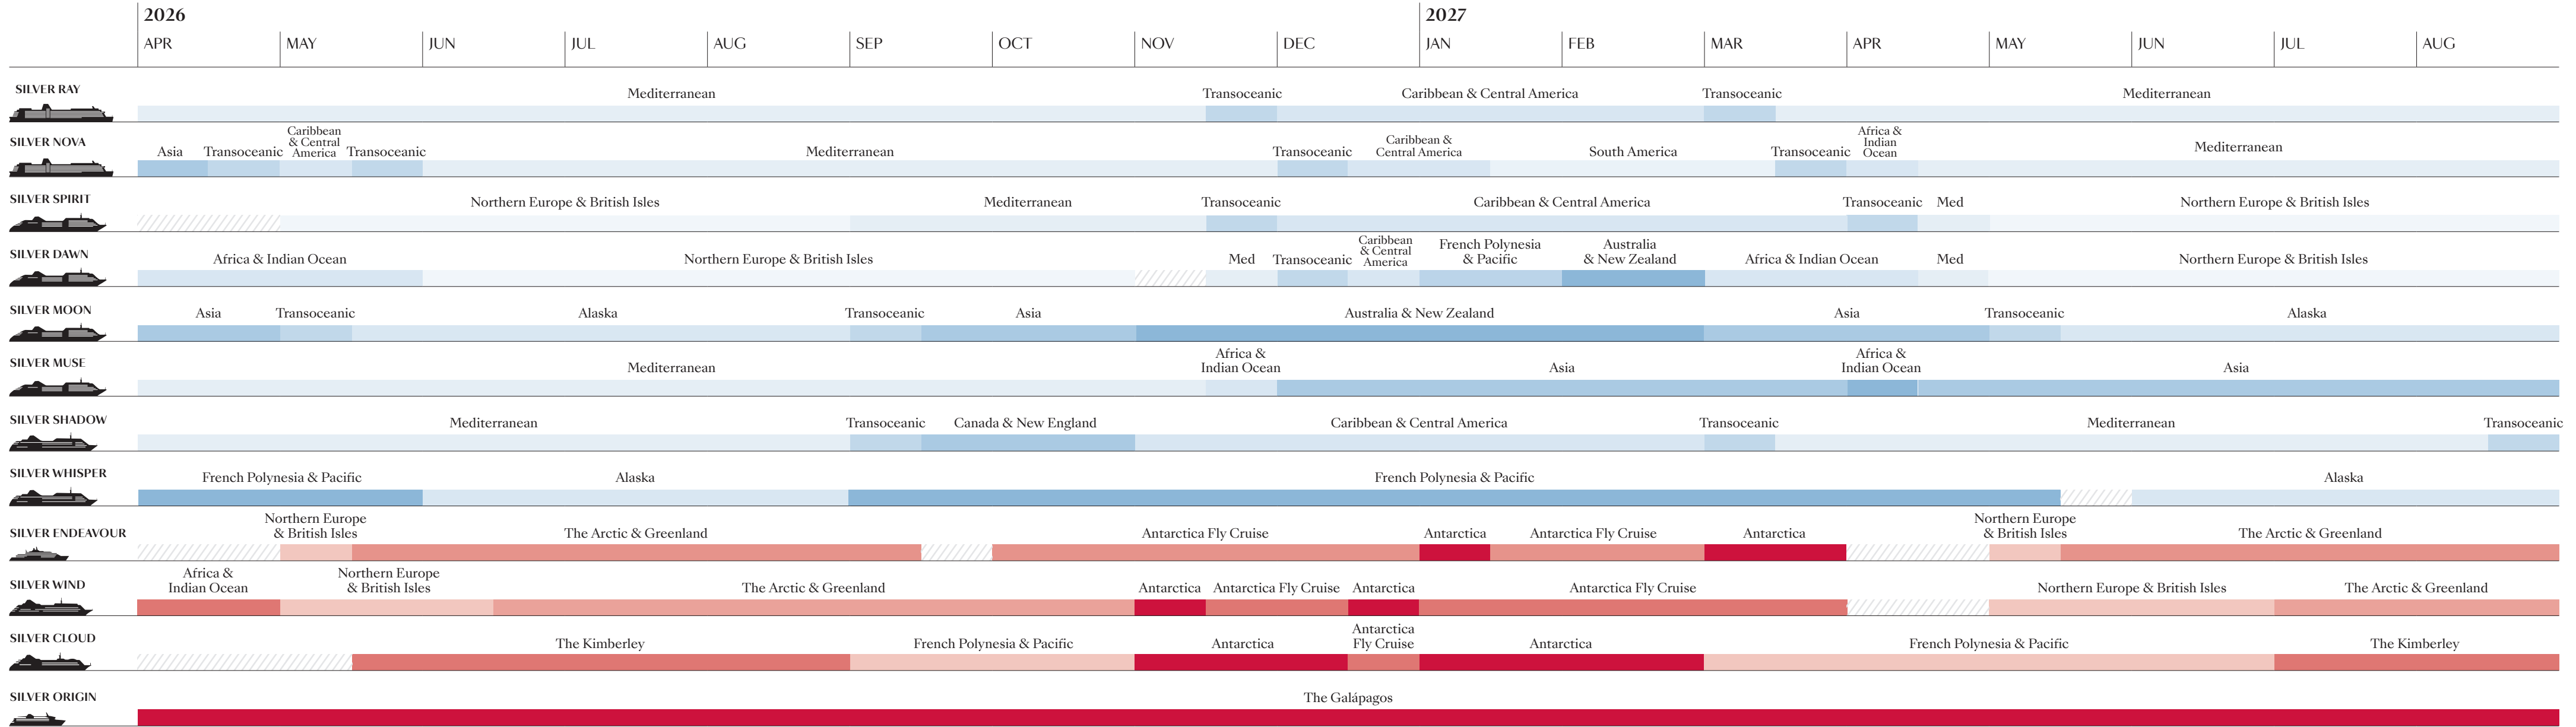 2026 2027
APR MAY JUN JUL AUG SEP OCT NOV DEC JAN FEB MAR APR MAY JUN JUL AUG
SILVER RAY
Mediterranean Transoceanic Caribbean & Central America Transoceanic Mediterranean
SILVER NOVA
Asia Transoceanic
Caribbean
& Central
America
Transoceanic Mediterranean Transoceanic
Caribbean &
Central America
South America Transoceanic
Africa &
Indian
Ocean
Mediterranean
SILVER SPIRIT
Northern Europe & British Isles Mediterranean Transoceanic Caribbean & Central America Transoceanic Med Northern Europe & British Isles
SILVER DAWN
Africa & Indian Ocean Northern Europe & British Isles Med Transoceanic
Caribbean
& Central
America
French Polynesia
& Pacific
Australia
& New Zealand
Africa & Indian Ocean Med Northern Europe & British Isles
SILVER MOON
Asia Transoceanic Alaska Transoceanic Asia Australia & New Zealand Asia Transoceanic Alaska
SILVER MUSE
Mediterranean
Africa &
Indian Ocean
Asia
Africa &
Indian Ocean
Asia
SILVER SHADOW
Mediterranean Transoceanic Canada & New England Caribbean & Central America Transoceanic Mediterranean Transoceanic
SILVER WHISPER
French Polynesia & Pacific Alaska French Polynesia & Pacific Alaska
SILVER ENDEAVOUR
Northern Europe
& British Isles
The Arctic & Greenland Antarctica Fly Cruise Antarctica Antarctica Fly Cruise Antarctica
Northern Europe
& British Isles
The Arctic & Greenland
SILVER WIND
Africa &
Indian Ocean
Northern Europe
& British Isles
The Arctic & Greenland Antarctica Antarctica Fly Cruise Antarctica Antarctica Fly Cruise Northern Europe & British Isles The Arctic & Greenland
SILVER CLOUD
The Kimberley French Polynesia & Pacific Antarctica
Antarctica
Fly Cruise
Antarctica French Polynesia & Pacific The Kimberley
SILVER ORIGIN
The Galápagos